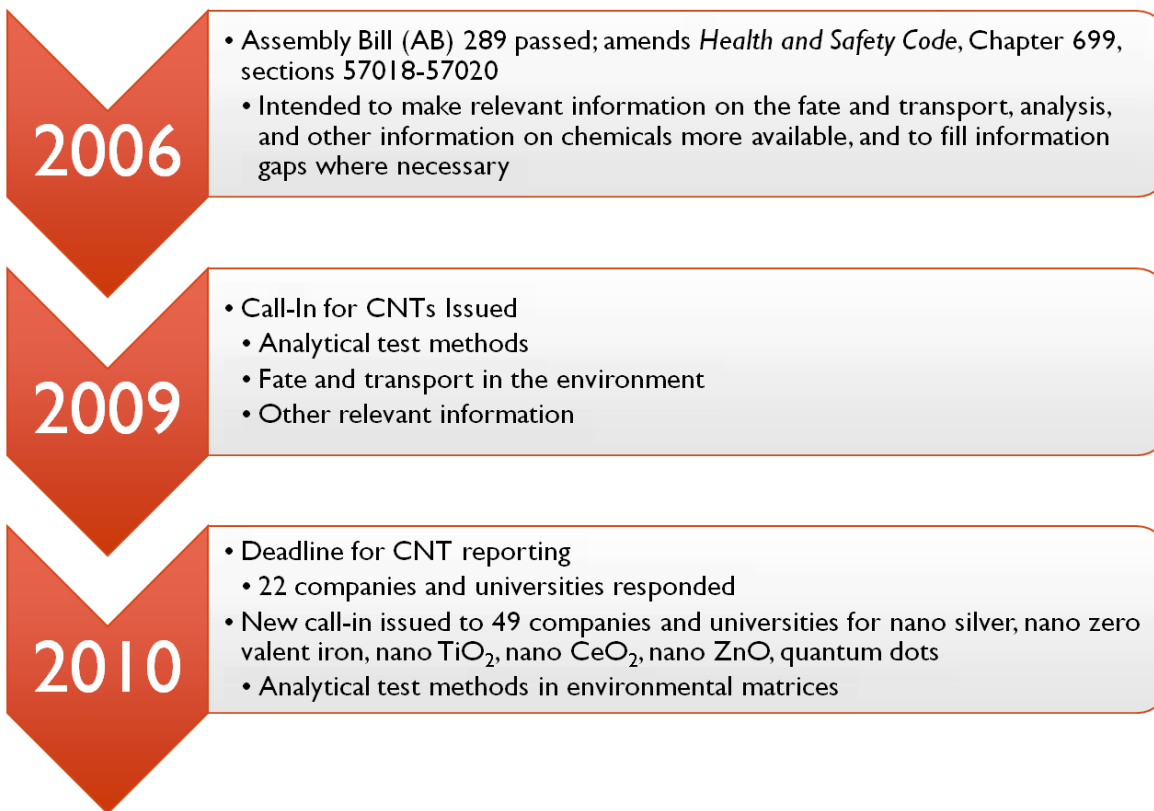 2006
• Assembly Bill (AB) 289 passed; amends Health and Safety Code, Chapter 699,
sections 57018-57020
• Intended to make relevant information on the fate and transport, analysis,
and other information on chemicals more available, and to fill information
gaps where necessary
2009
• Call-In for CNTs Issued
• Analytical test methods
• Fate and transport in the environment
• Other relevant information
2010
• Deadline for CNT reporting
• 22 companies and universities responded
• New call-in issued to 49 companies and universities for nano silver, nano zero
valent iron, nano TiO₂, nano CeO₂, nano ZnO, quantum dots
• Analytical test methods in environmental matrices